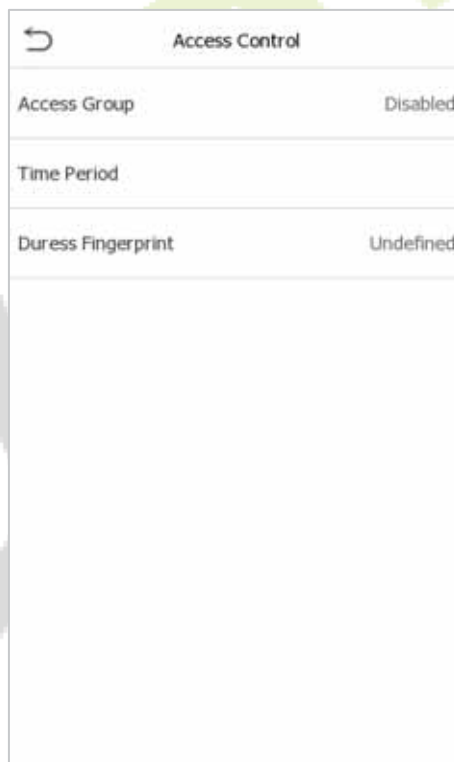 Access Control
Access Group Disabled
Time Period
Duress Fingerprint Undefined